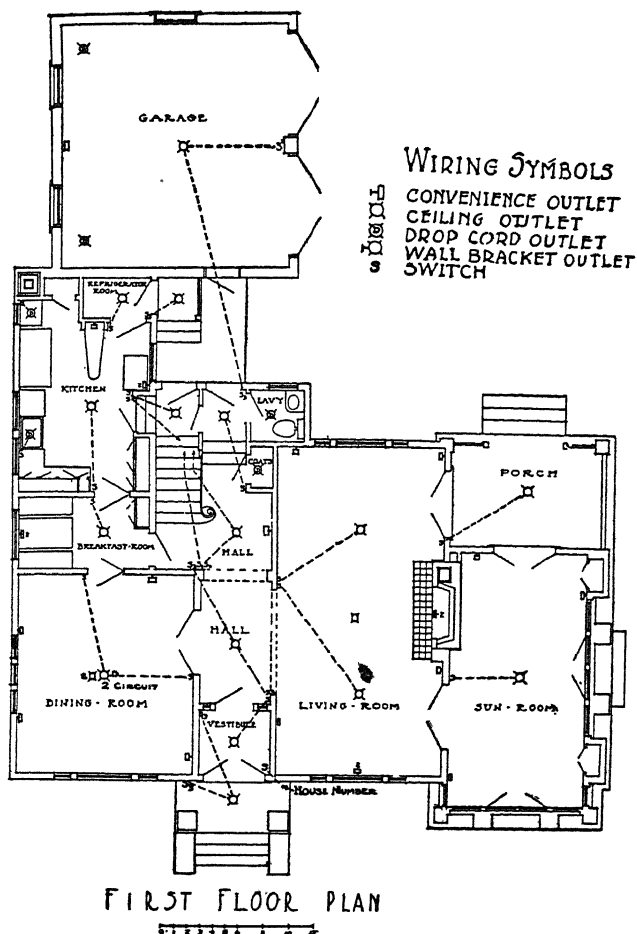 GARAGE
WIRING SYMBOLS
CONVENIENCE OUTLET
CEILING OUTLET
DROP CORD OUTLET
WALL BRACKET OUTLET
S SWITCH
REFRIGERATOR
ROOM
KITCHEN
LAVY
COATS
PORCH
BREAKFAST-ROOM
HALL
HALL
2 CIRCUIT
DINING-ROOM
VESTIBULE
LIVING-ROOM
SUN-ROOM
HOUSE NUMBER
FIRST FLOOR PLAN